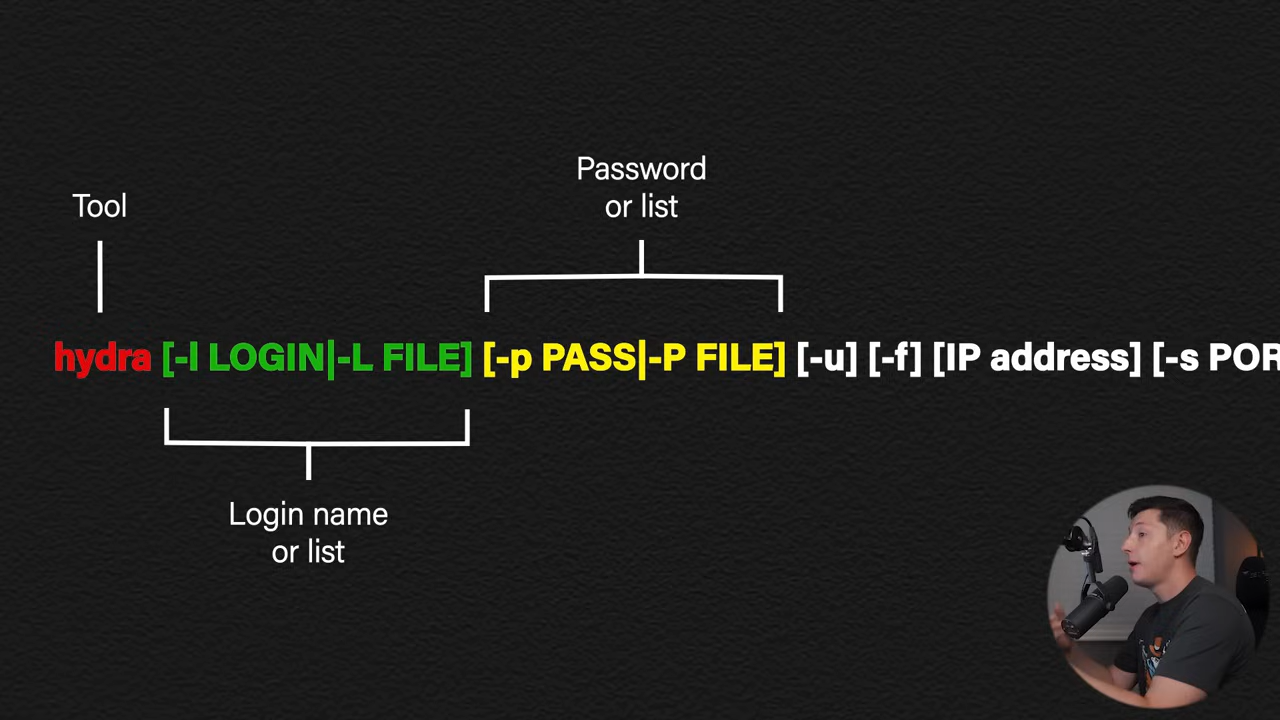 Password
or list
Tool
hydra [-l LOGIN|-L FILE] [-p PASS|-P FILE] [-u] [-f] [IP address] [-s POR
Login name
or list